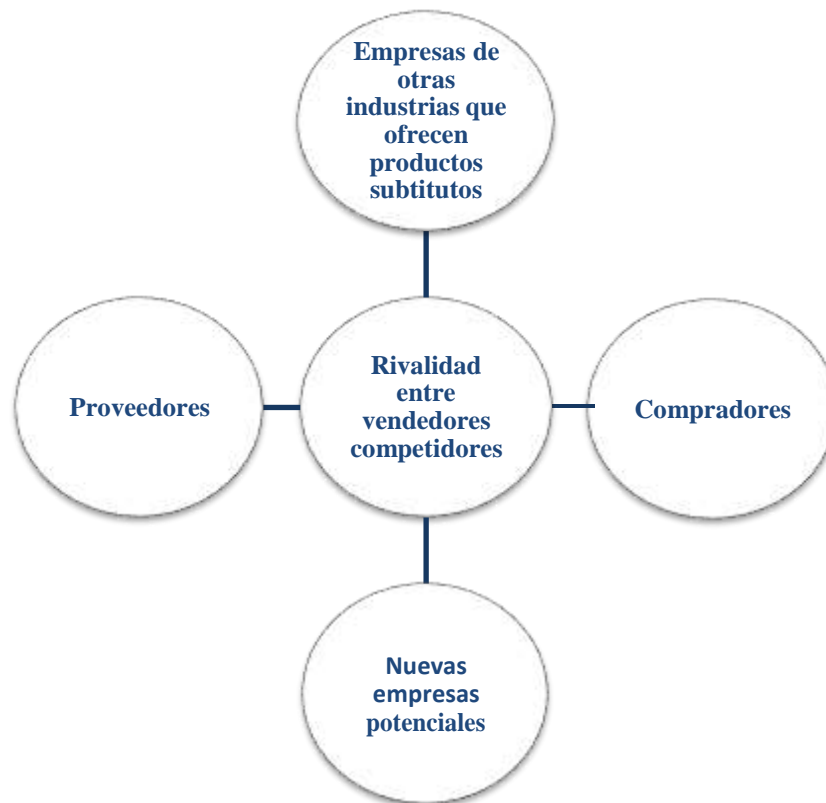 Empresas de
otras
industrias que
ofrecen
productos
subtitutos
Proveedores
Rivalidad
entre
vendedores
competidores
Compradores
Nuevas
empresas
potenciales